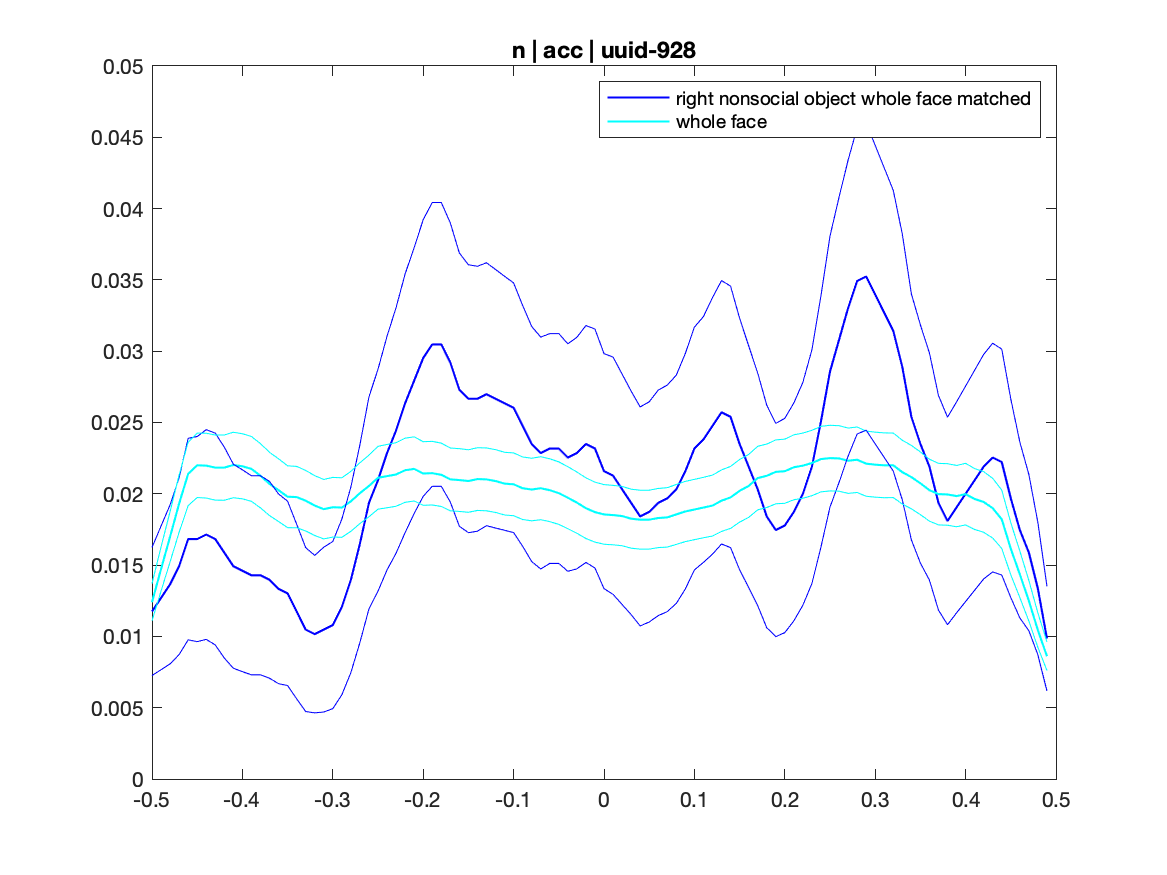 n | acc | uuid-928
right nonsocial object whole face matched
whole face
0.05
0.045
0.04
0.035
0.03
0.025
0.02
0.015
0.01
0.005
0
-0.5 -0.4 -0.3 -0.2 -0.1 0 0.1 0.2 0.3 0.4 0.5